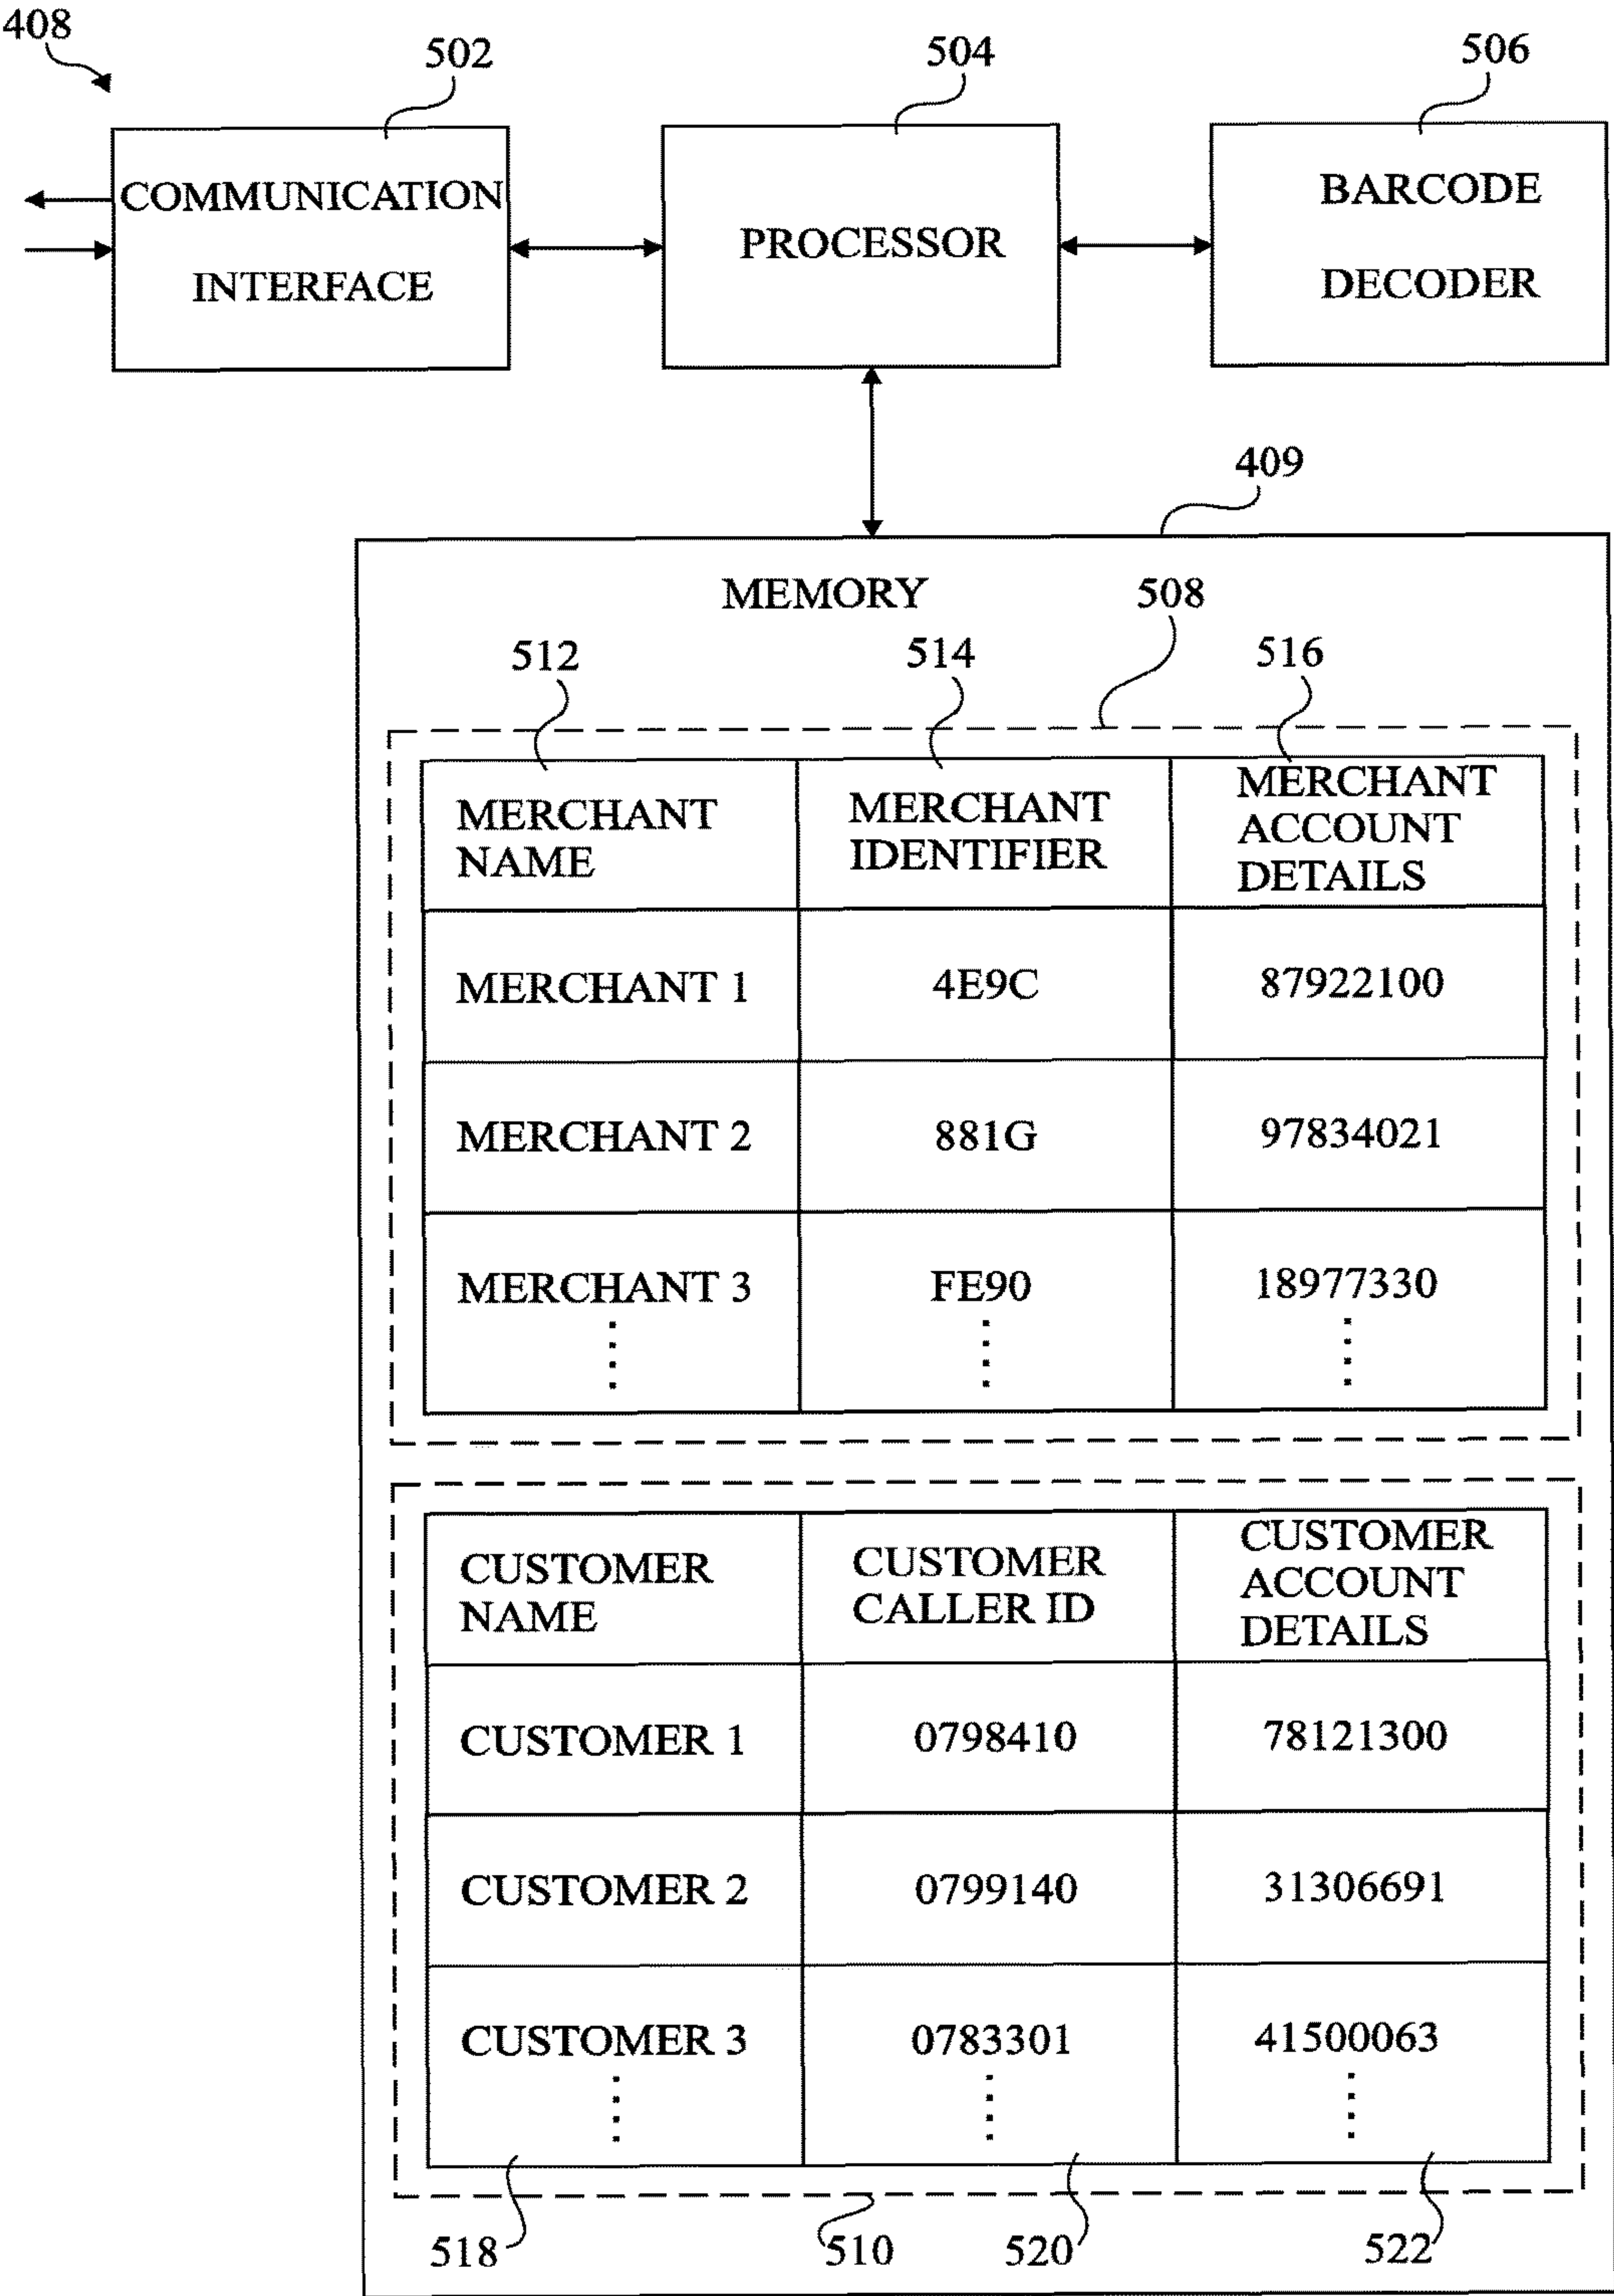 408
502
504
506
COMMUNICATION
INTERFACE
PROCESSOR
BARCODE
DECODER
409
MEMORY
508
512
514
516
MERCHANT
NAME
MERCHANT
IDENTIFIER
MERCHANT
ACCOUNT
DETAILS
MERCHANT 1
4E9C
87922100
MERCHANT 2
881G
97834021
MERCHANT 3
FE90
18977330
CUSTOMER
NAME
CUSTOMER
CALLER ID
CUSTOMER
ACCOUNT
DETAILS
CUSTOMER 1
0798410
78121300
CUSTOMER 2
0799140
31306691
CUSTOMER 3
0783301
41500063
518
510
520
522